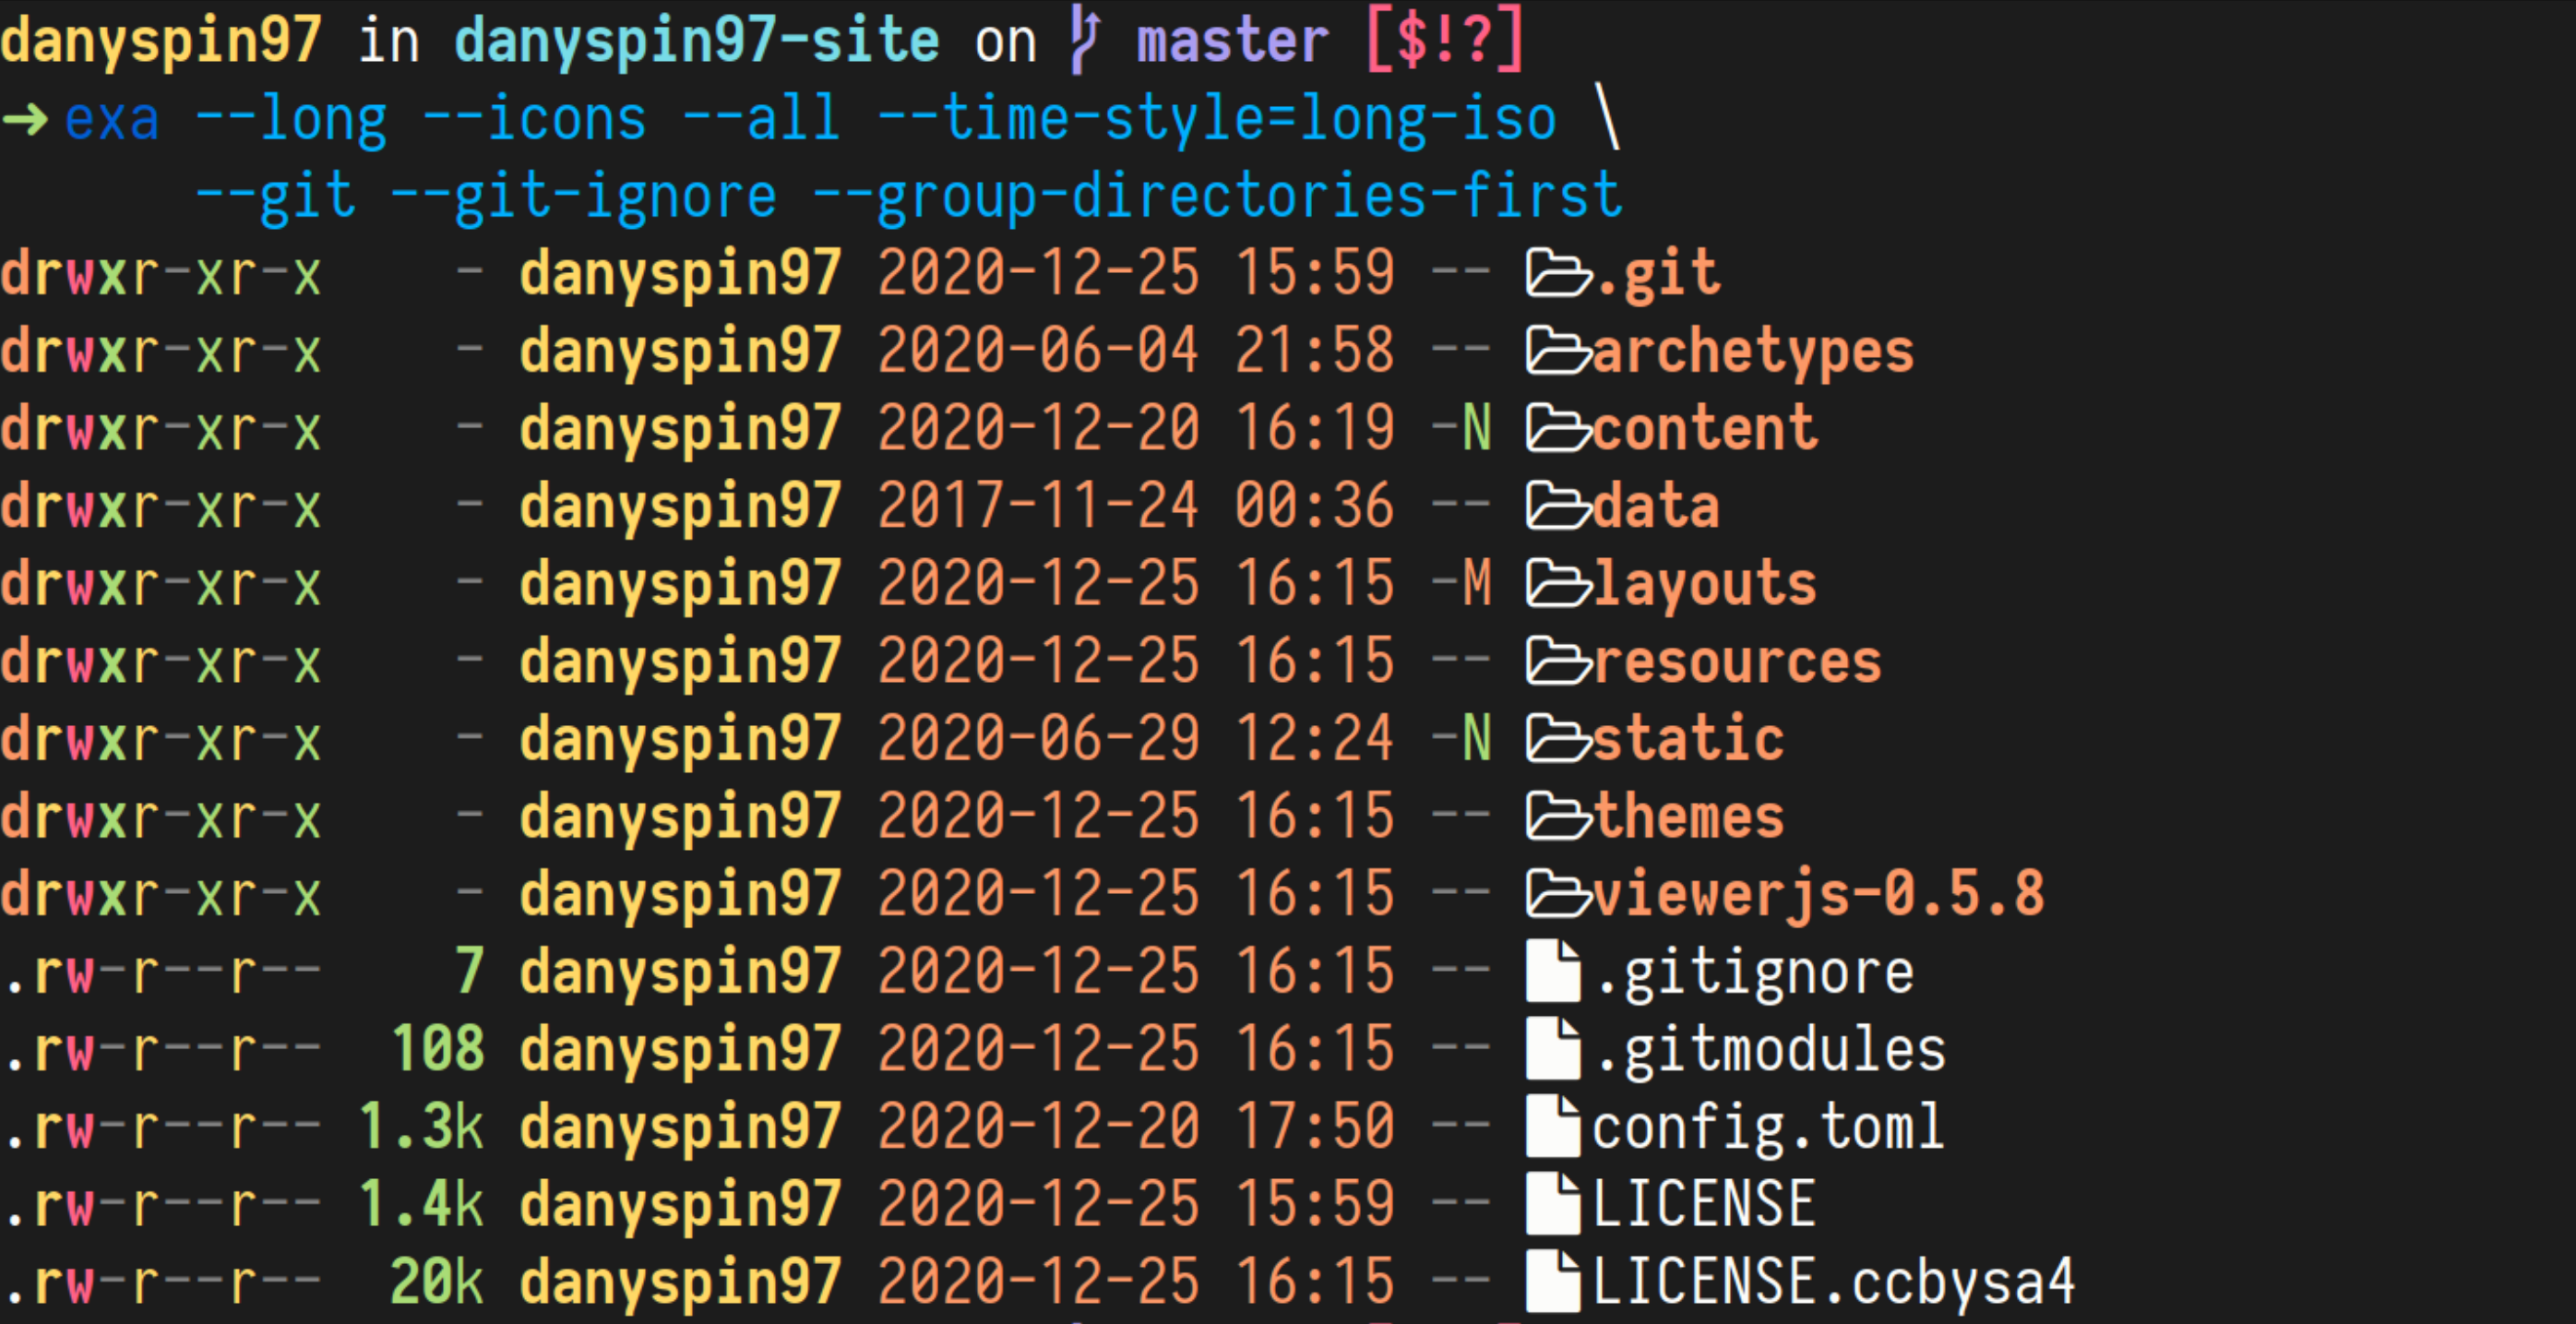 danyspin97 in danyspin97-site on master [$!?]
➜ exa --long --icons --all --time-style=long-iso \
--git --git-ignore --group-directories-first
drwxr-xr-x - danyspin97 2020-12-25 15:59 -- .git
drwxr-xr-x - danyspin97 2020-06-04 21:58 -- archetypes
drwxr-xr-x - danyspin97 2020-12-20 16:19 -N content
drwxr-xr-x - danyspin97 2017-11-24 00:36 -- data
drwxr-xr-x - danyspin97 2020-12-25 16:15 -M layouts
drwxr-xr-x - danyspin97 2020-12-25 16:15 -- resources
drwxr-xr-x - danyspin97 2020-06-29 12:24 -N static
drwxr-xr-x - danyspin97 2020-12-25 16:15 -- themes
drwxr-xr-x - danyspin97 2020-12-25 16:15 -- viewerjs-0.5.8
.rw-r--r-- 7 danyspin97 2020-12-25 16:15 -- .gitignore
.rw-r--r-- 108 danyspin97 2020-12-25 16:15 -- .gitmodules
.rw-r--r-- 1.3k danyspin97 2020-12-20 17:50 -- config.toml
.rw-r--r-- 1.4k danyspin97 2020-12-25 15:59 -- LICENSE
.rw-r--r-- 20k danyspin97 2020-12-25 16:15 -- LICENSE.ccbysa4